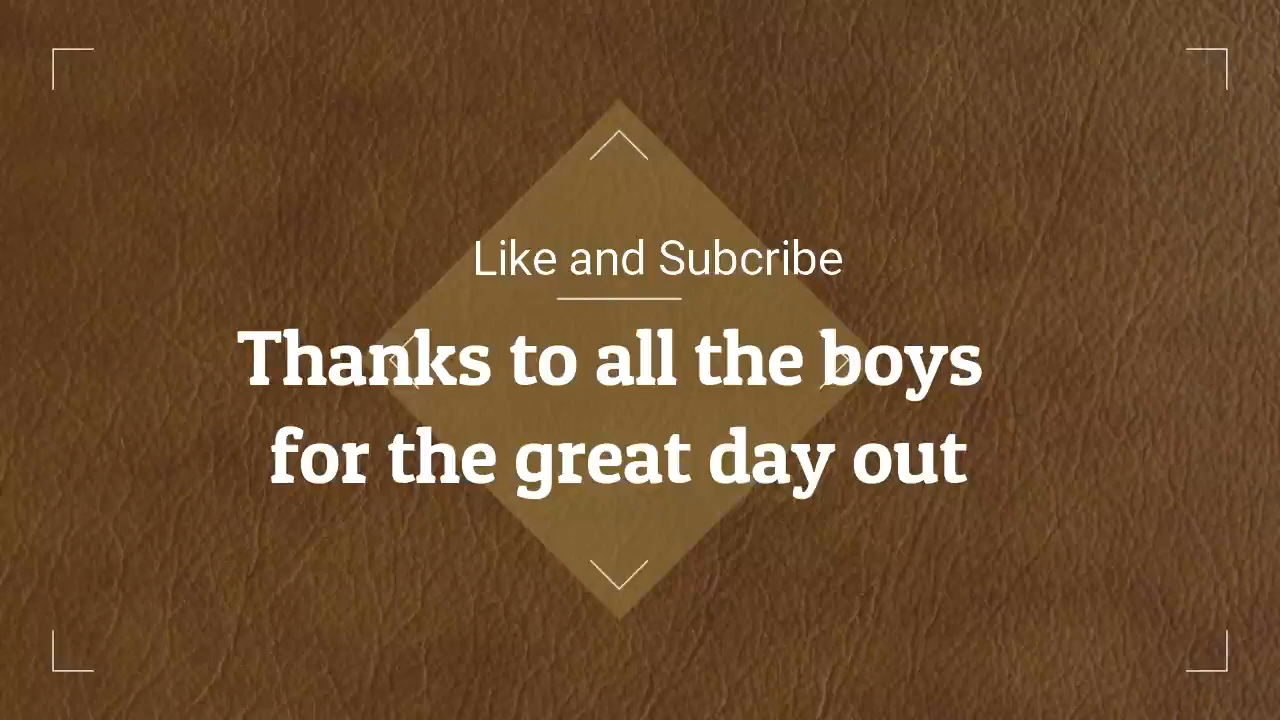 Like and Subcribe
Thanks to all the boys
for the great day out